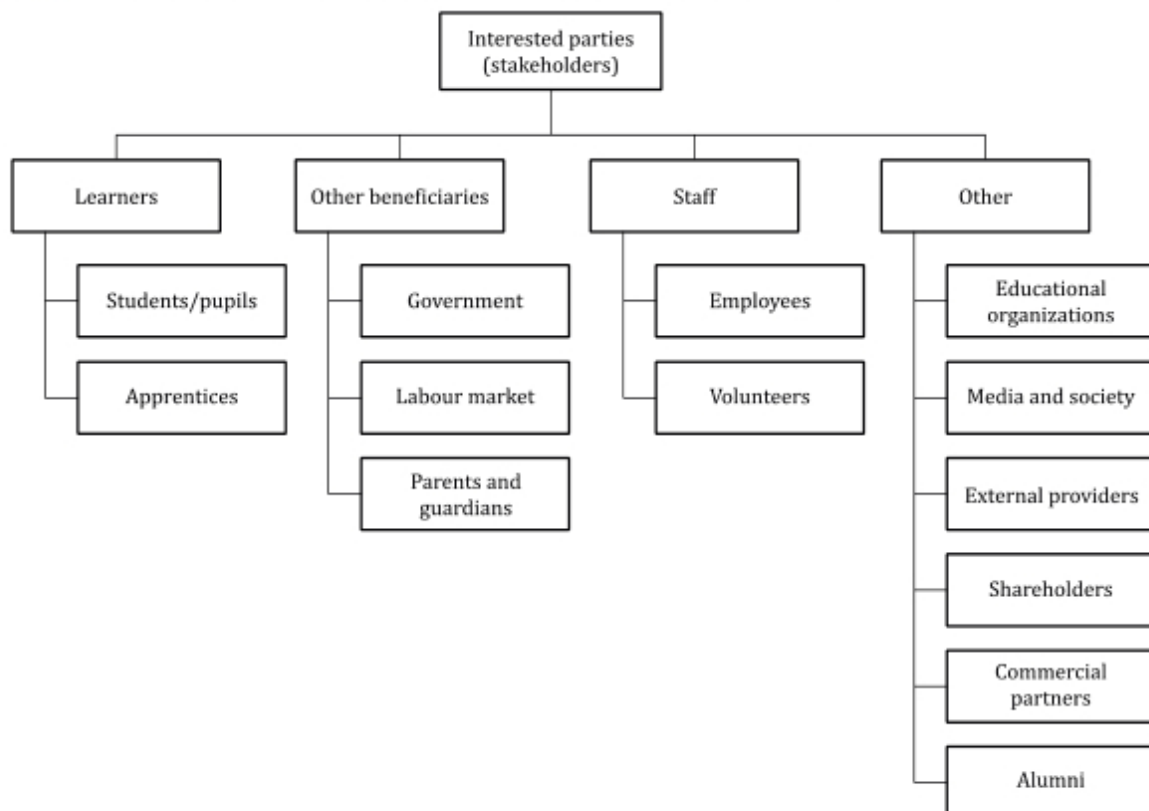 Interested parties
(stakeholders)
Learners
Other beneficiaries
Staff
Other
Students/pupils
Apprentices
Government
Labour market
Parents and
guardians
Employees
Volunteers
Educational
organizations
Media and society
External providers
Shareholders
Commercial
partners
Alumni